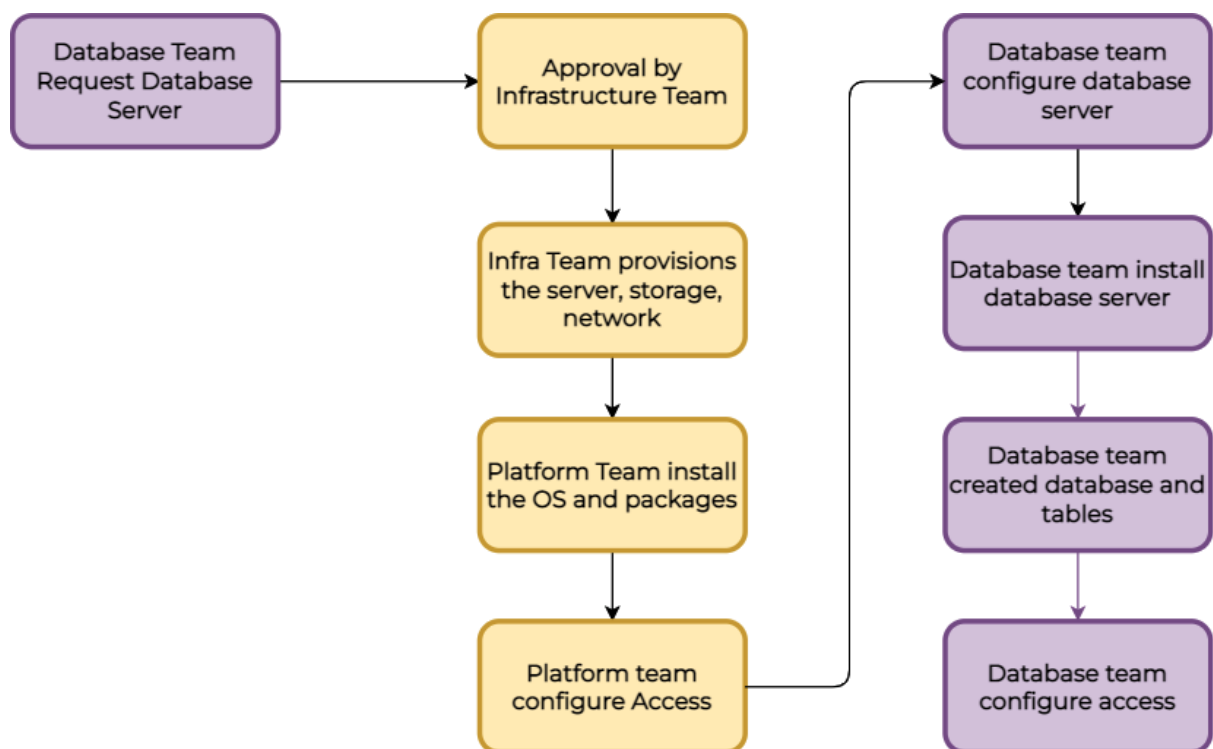 Database Team
Request Database
Server
Approval by
Infrastructure Team
Infra Team provisions
the server, storage,
network
Platform Team install
the OS and packages
Platform team
configure Access
Database team
configure database
server
Database team install
database server
Database team
created database and
tables
Database team
configure access